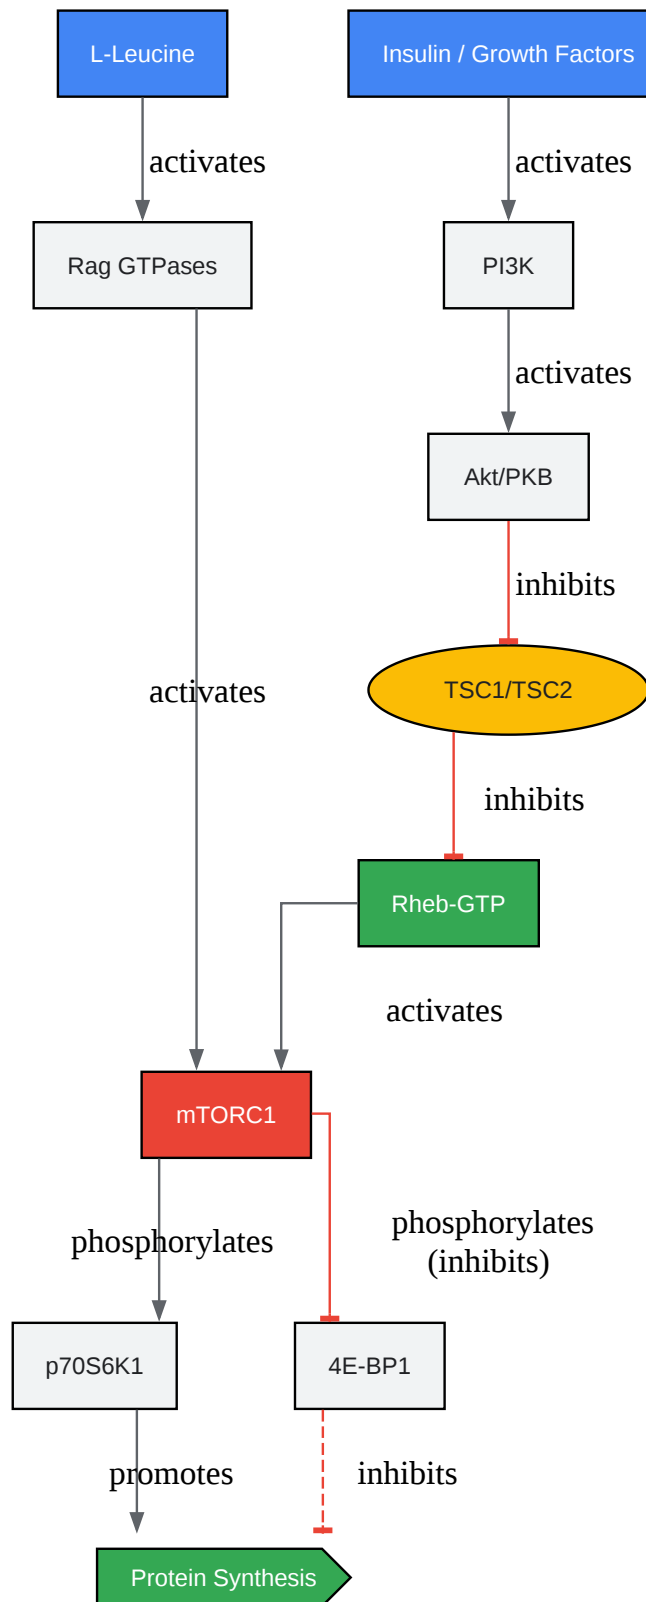 L-Leucine
Insulin / Growth Factors
activates
activates
Rag GTPases
PI3K
activates
Akt/PKB
inhibits
activates
TSC1/TSC2
inhibits
Rheb-GTP
activates
mTORC1
phosphorylates
phosphorylates
(inhibits)
p70S6K1
4E-BP1
promotes
inhibits
Protein Synthesis